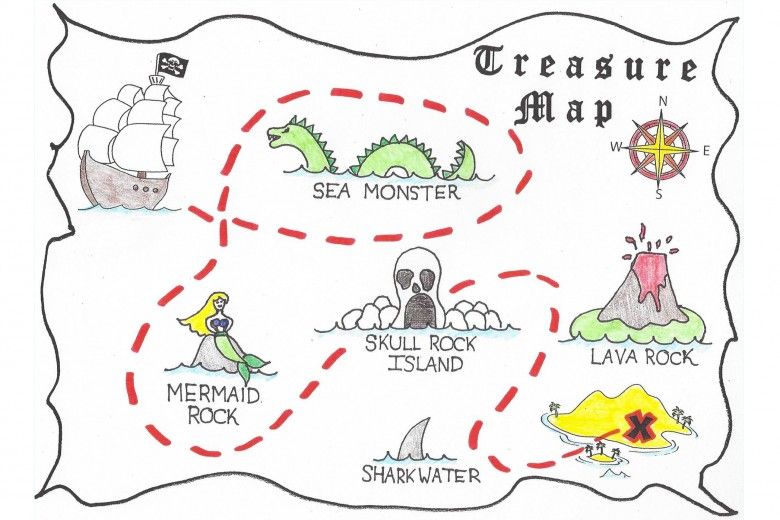 Treasure
Map
N
W E
S
SEA MONSTER
SKULL ROCK
ISLAND
LAVA ROCK
MERMAID
ROCK
X
SHARKWATER